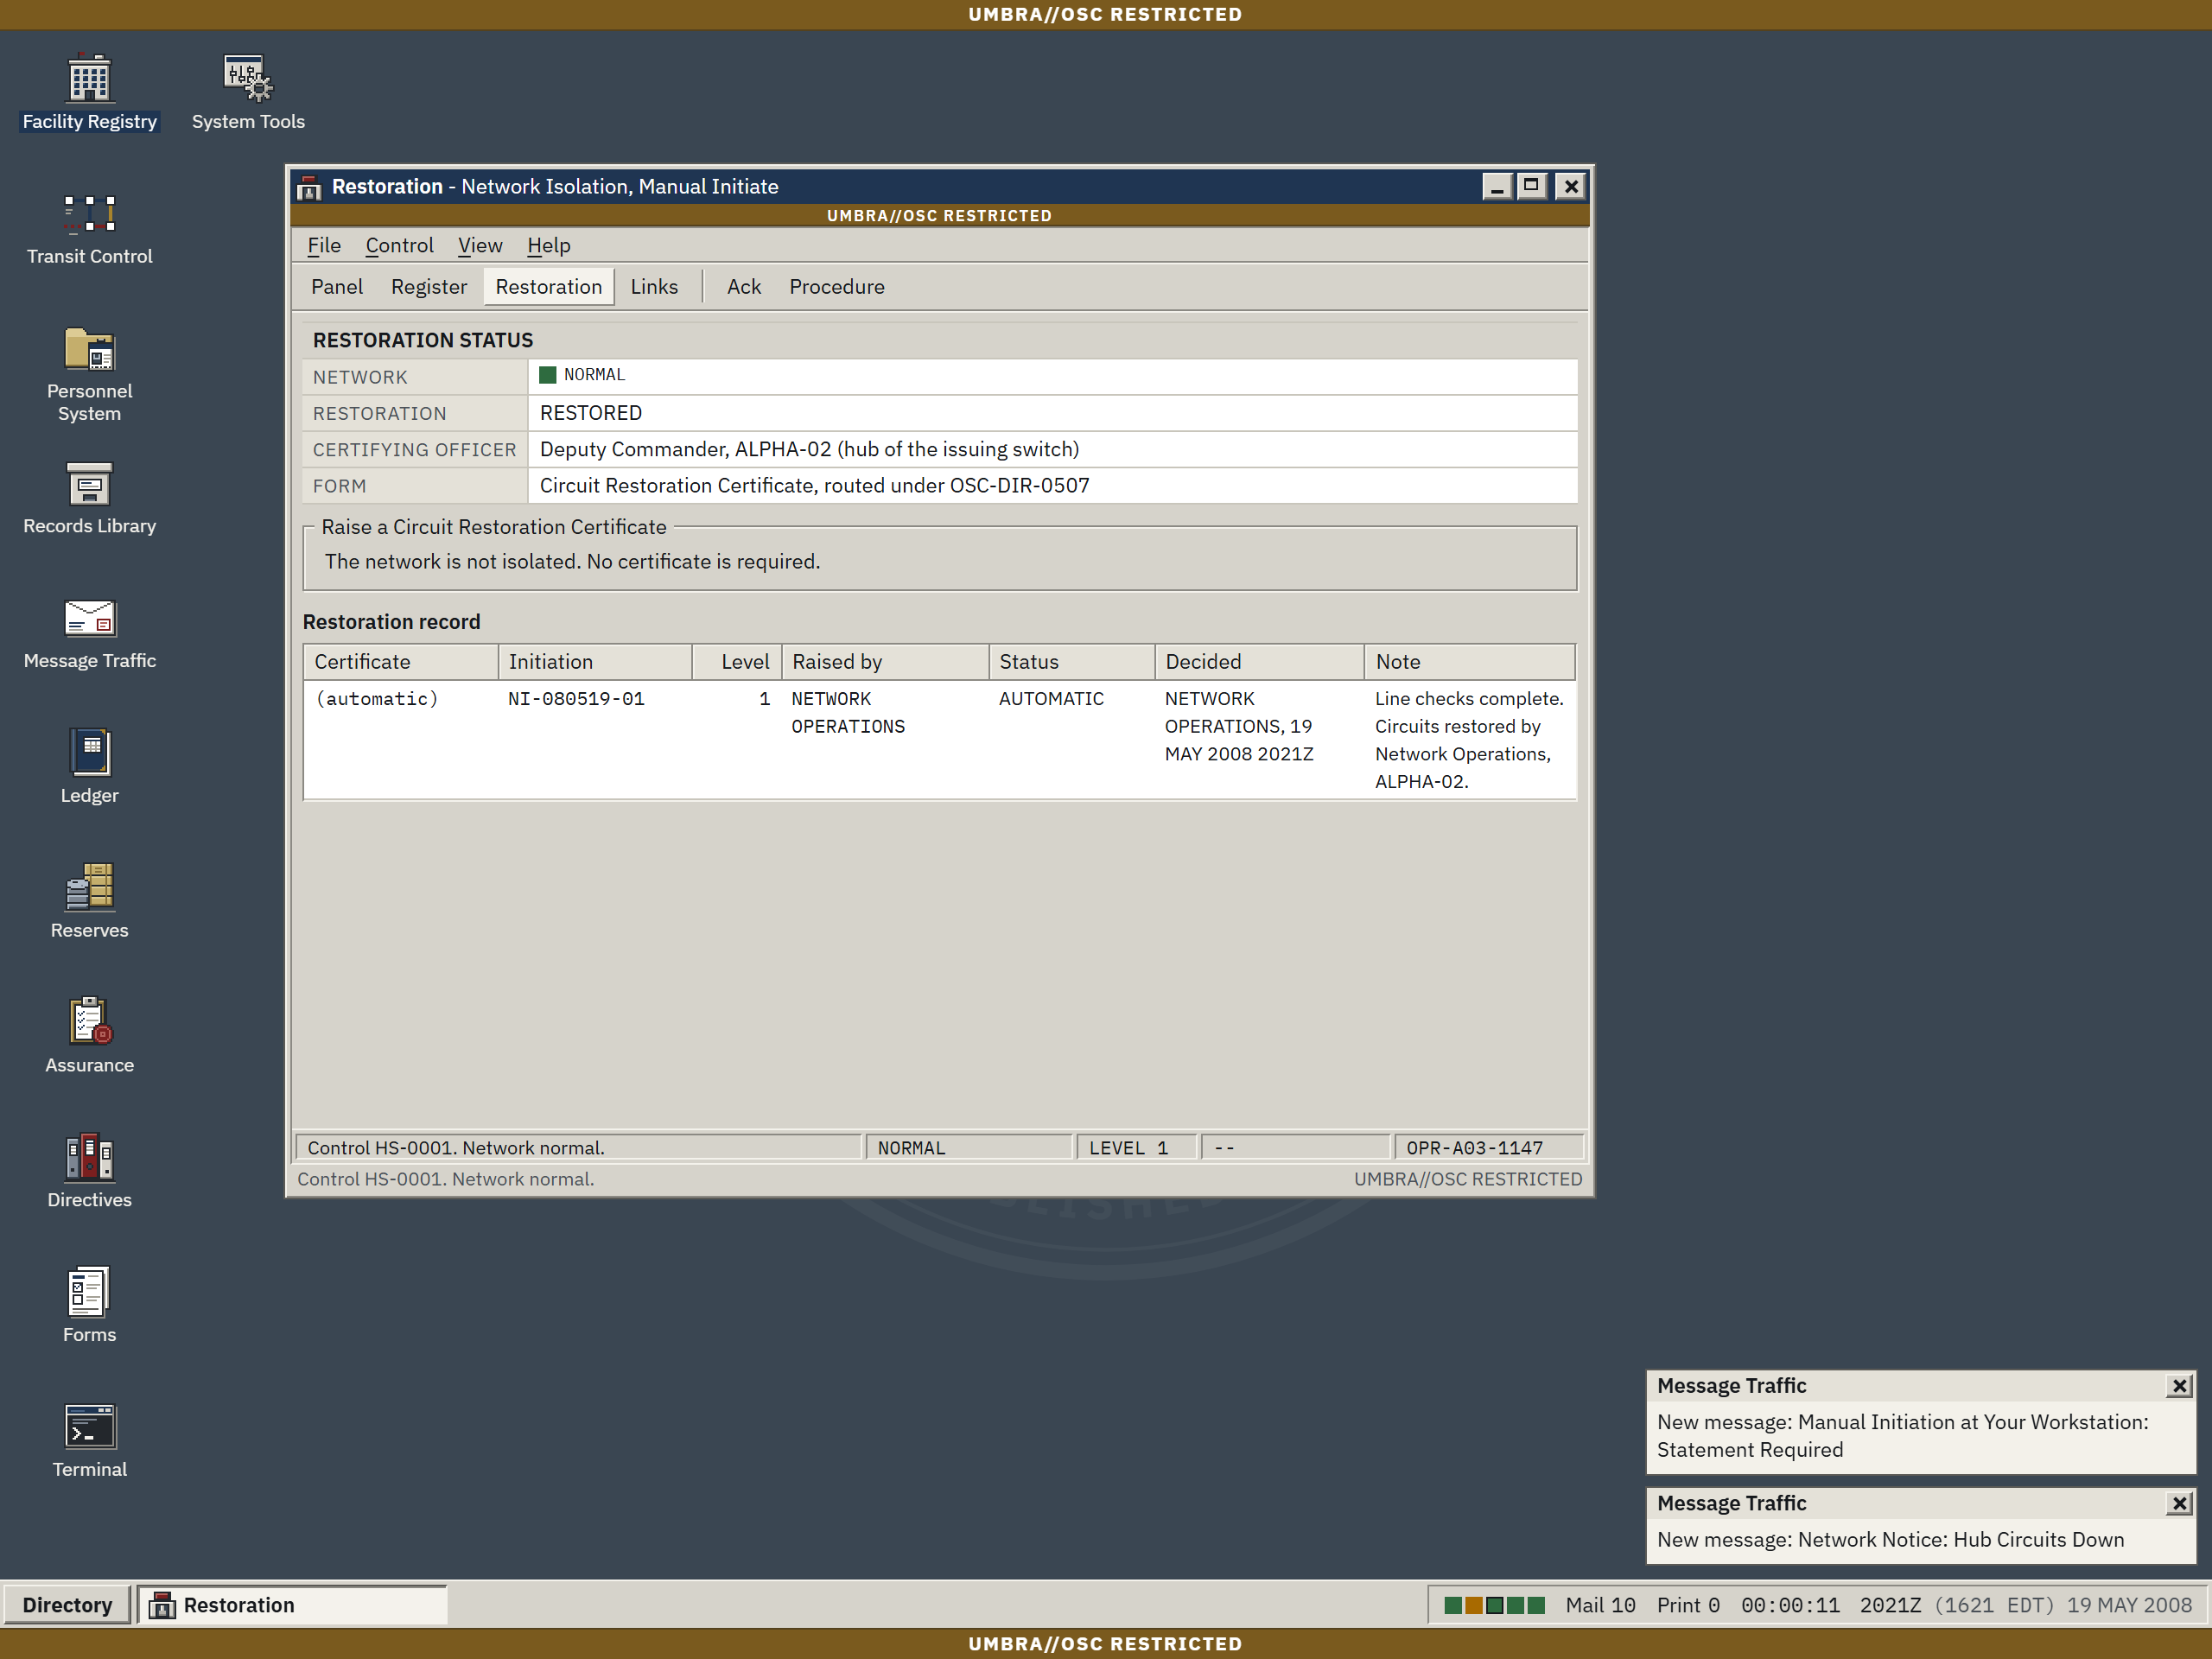 UMBRA//OSC RESTRICTED
Facility Registry
System Tools
Transit Control
Personnel
System
Records Library
Message Traffic
Ledger
Reserves
Assurance
Directives
Forms
Terminal
Restoration - Network Isolation, Manual Initiate
UMBRA//OSC RESTRICTED
File Control View Help
Panel Register Restoration Links Ack Procedure
RESTORATION STATUS
NETWORK NORMAL
RESTORATION RESTORED
CERTIFYING OFFICER Deputy Commander, ALPHA-02 (hub of the issuing switch)
FORM Circuit Restoration Certificate, routed under OSC-DIR-0507
Raise a Circuit Restoration Certificate
The network is not isolated. No certificate is required.
Restoration record
Certificate Initiation Level Raised by Status Decided Note
(automatic) NI-080519-01 1 NETWORK AUTOMATIC NETWORK Line checks complete.
OPERATIONS OPERATIONS, 19 Circuits restored by
MAY 2008 2021Z Network Operations,
ALPHA-02.
Control HS-0001. Network normal. NORMAL LEVEL 1 -- OPR-A03-1147
Control HS-0001. Network normal. UMBRA//OSC RESTRICTED
Message Traffic
New message: Manual Initiation at Your Workstation:
Statement Required
Message Traffic
New message: Network Notice: Hub Circuits Down
Directory Restoration Mail 10 Print 0 00:00:11 2021Z (1621 EDT) 19 MAY 2008
UMBRA//OSC RESTRICTED